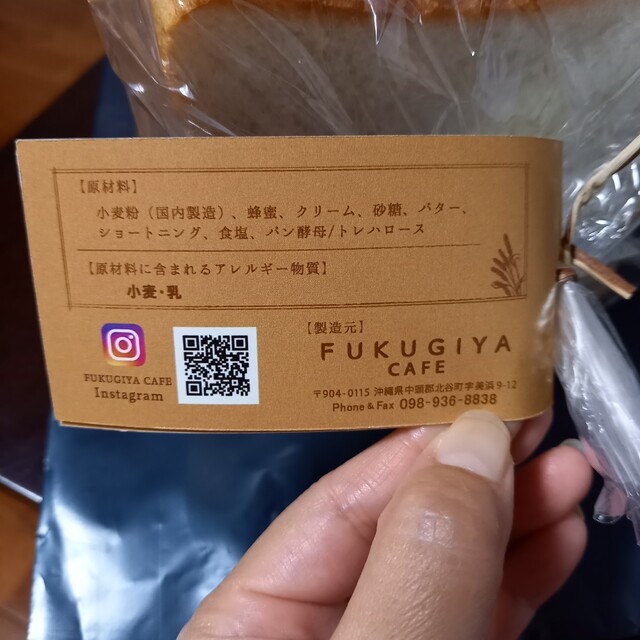 【原材料】
小麦粉（国内製造）、蜂蜜、クリーム、砂糖、バター、
ショートニング、食塩、パン酵母/トレハロース
【原材料に含まれるアレルギー物質】
小麦・乳
FUKUGIYA CAFE
Instagram
【製造元】
FUKUGIYA
CAFE
〒904-0115 沖縄県中頭郡北谷町字美浜9-12
Phone & Fax 098-936-8838